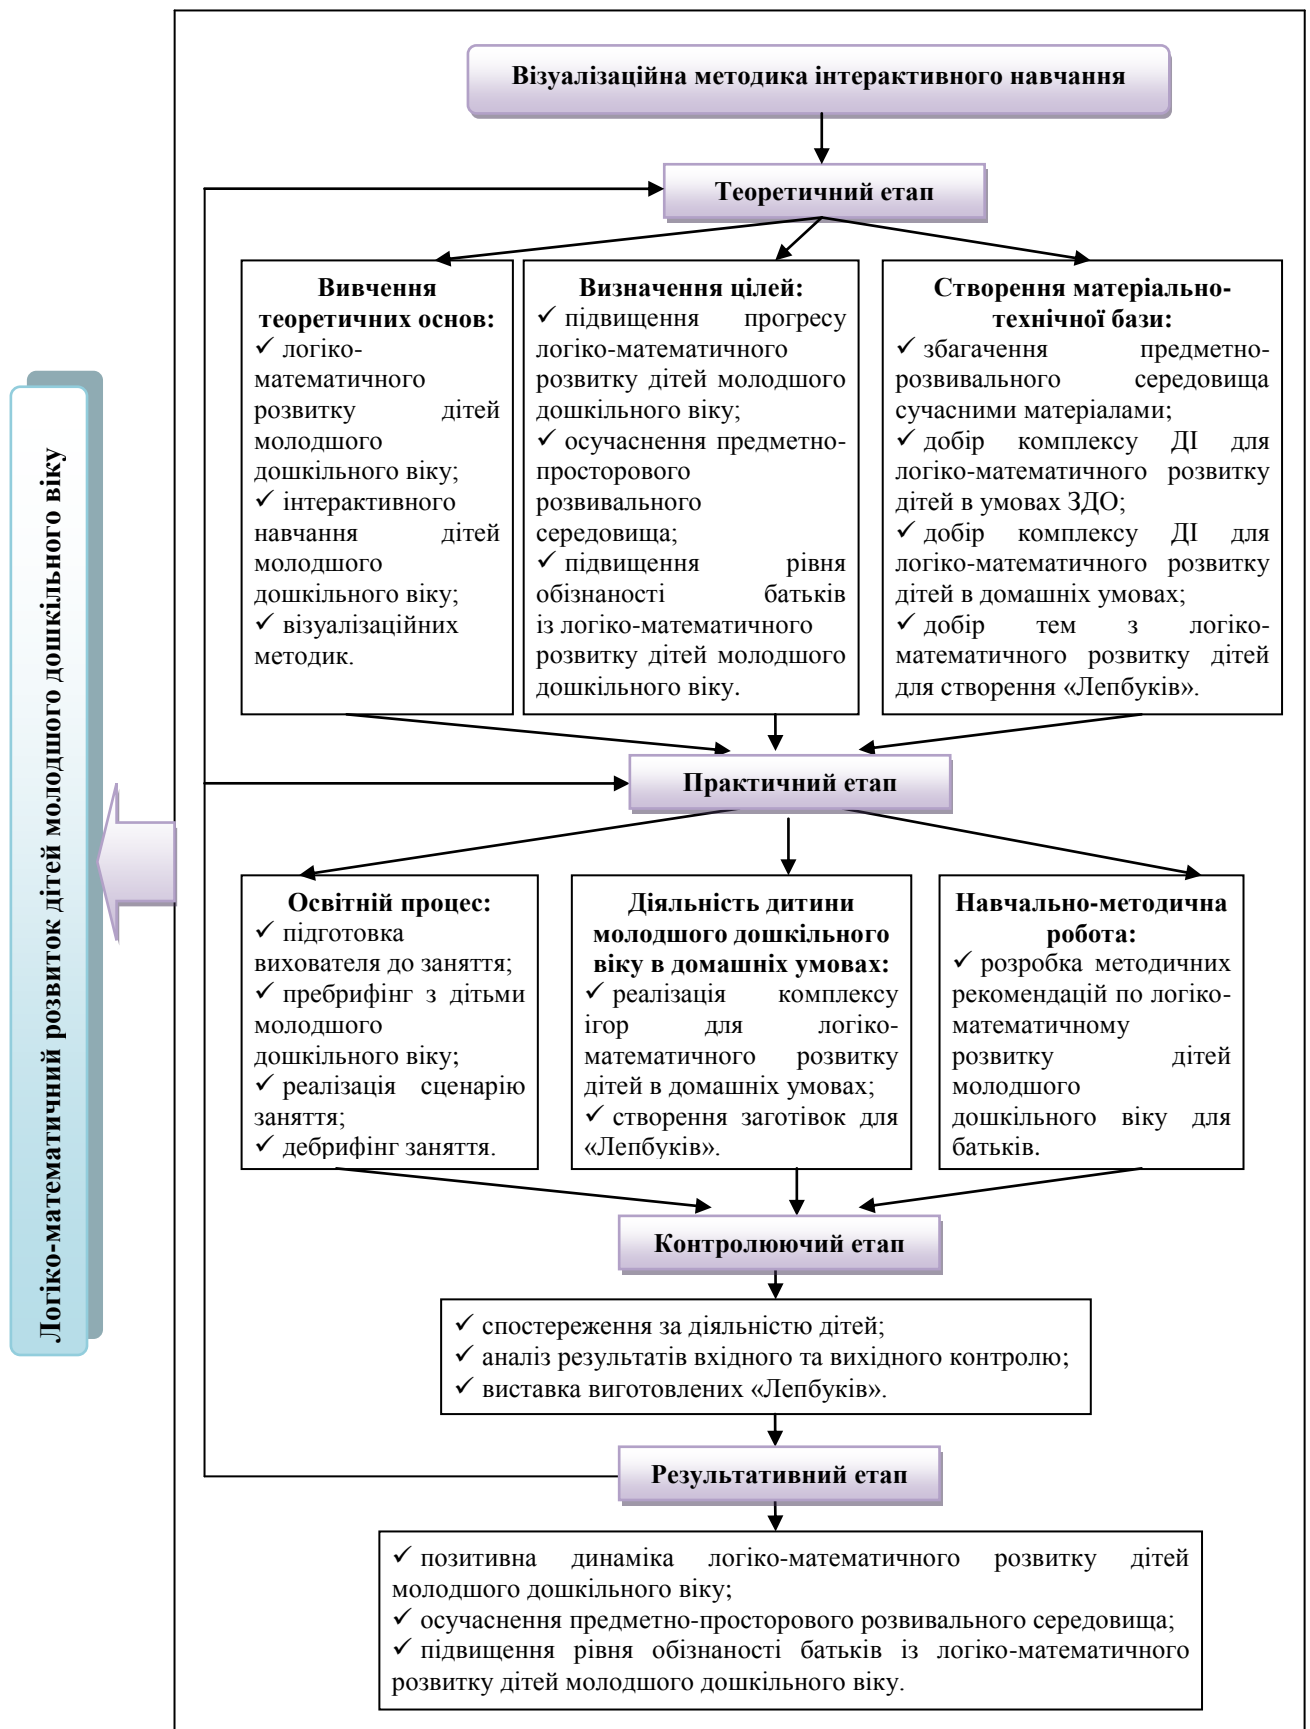 Візуалізаційна методика інтерактивного навчання
Теоретичний етап
Вивчення
теоретичних основ:
✓ логіко-
математичного
розвитку дітей
молодшого
дошкільного віку;
✓ інтерактивного
навчання дітей
молодшого
дошкільного віку;
✓ візуалізаційних
методик.
Визначення цілей:
✓ підвищення прогресу
логіко-математичного
розвитку дітей молодшого
дошкільного віку;
✓ осучаснення предметно-
просторового
розвивального
середовища;
✓ підвищення рівня
обізнаності батьків
із логіко-математичного
розвитку дітей молодшого
дошкільного віку.
Створення матеріально-
технічної бази:
✓ збагачення предметно-
розвивального середовища
сучасними матеріалами;
✓ добір комплексу ДІ для
логіко-математичного розвитку
дітей в умовах ЗДО;
✓ добір комплексу ДІ для
логіко-математичного розвитку
дітей в домашніх умовах;
✓ добір тем з логіко-
математичного розвитку дітей
для створення «Лепбуків».
Практичний етап
Освітній процес:
✓ підготовка
вихователя до заняття;
✓ пребрифінг з дітьми
молодшого
дошкільного віку;
✓ реалізація сценарію
заняття;
✓ дебрифінг заняття.
Діяльність дитини
молодшого дошкільного
віку в домашніх умовах:
✓ реалізація комплексу
ігор для логіко-
математичного розвитку
дітей в домашніх умовах;
✓ створення заготівок для
«Лепбуків».
Навчально-методична
робота:
✓ розробка методичних
рекомендацій по логіко-
математичному
розвитку дітей
молодшого
дошкільного віку для
батьків.
Контролюючий етап
✓ спостереження за діяльністю дітей;
✓ аналіз результатів вхідного та вихідного контролю;
✓ виставка виготовлених «Лепбуків».
Результативний етап
✓ позитивна динаміка логіко-математичного розвитку дітей
молодшого дошкільного віку;
✓ осучаснення предметно-просторового розвивального середовища;
✓ підвищення рівня обізнаності батьків із логіко-математичного
розвитку дітей молодшого дошкільного віку.
Логіко-математичний розвиток дітей молодшого дошкільного віку